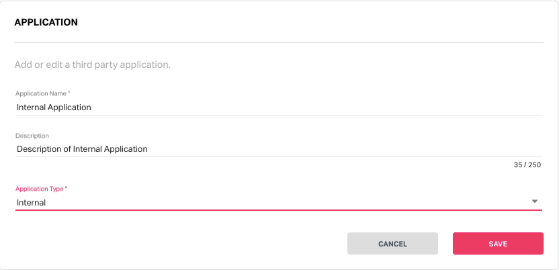 APPLICATION
Add or edit a third party application.
Application Name *
Internal Application
Description
Description of Internal Application
35 / 250
Application Type *
Internal
CANCEL SAVE